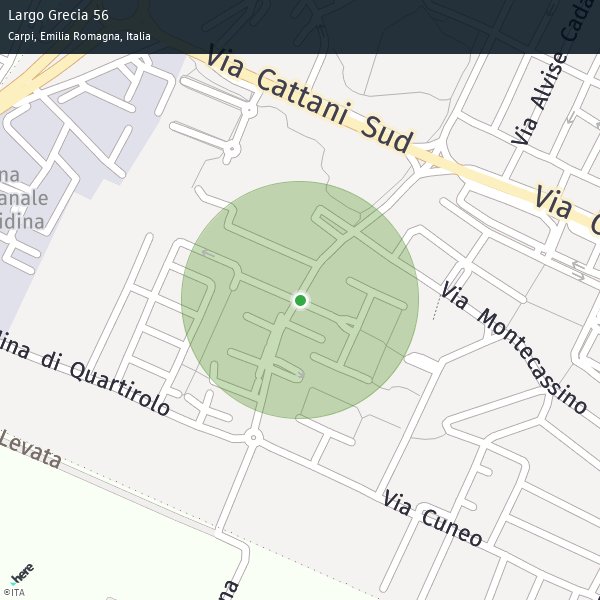 Largo Grecia 56
Carpi, Emilia Romagna, Italia
Via Cattani Sud
Via Alvise Cada
na
anale
idina
Via C
Via Montecassino
lina di Quartirolo
Levata
Via Cuneo
na
here
©ITA